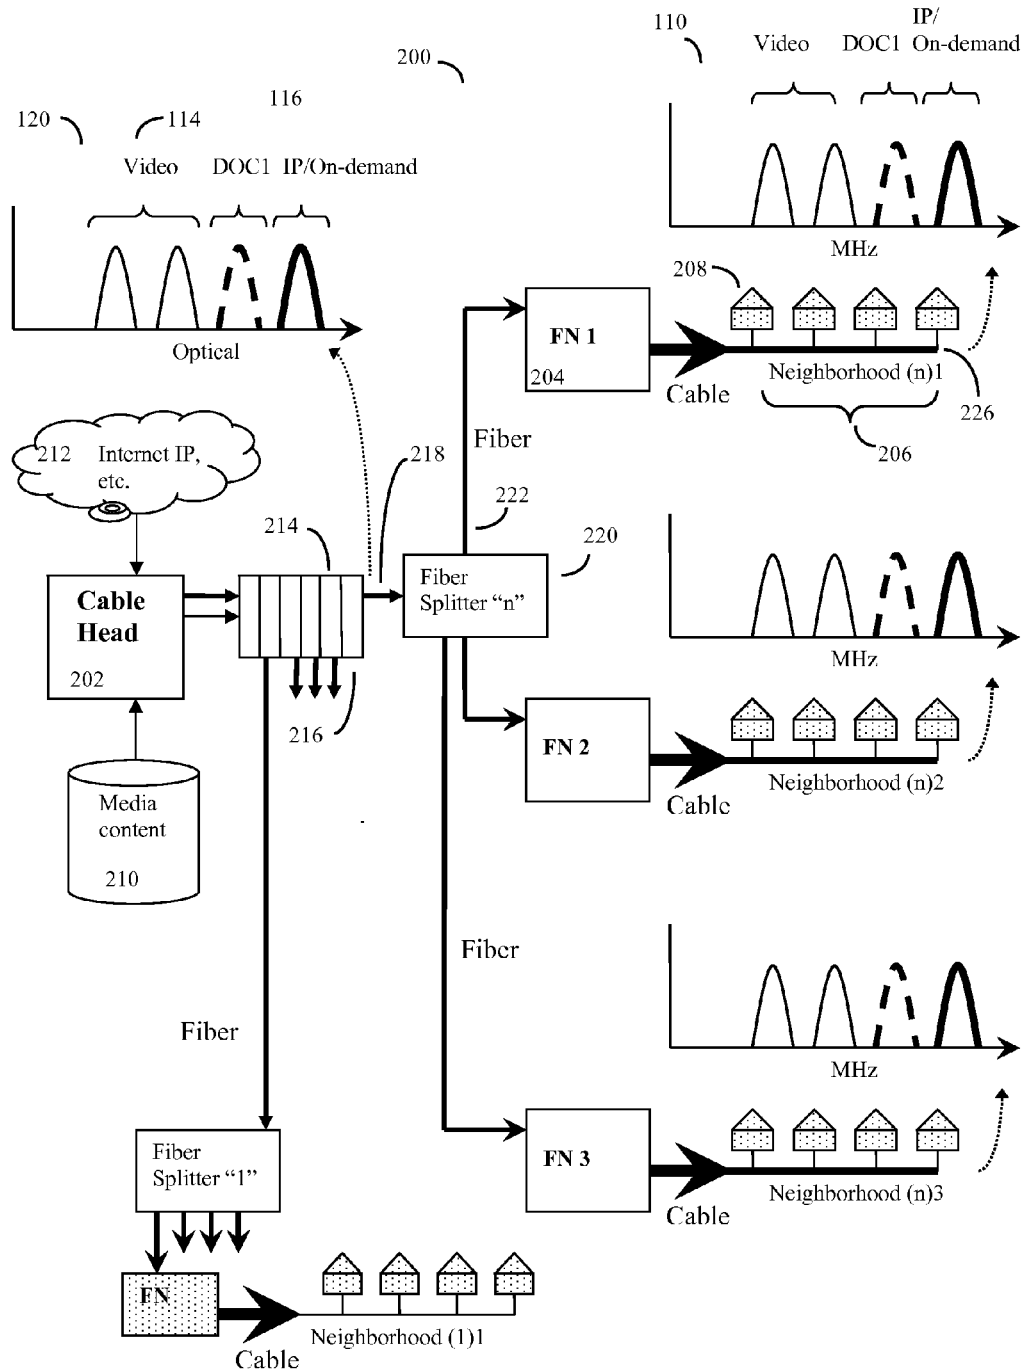 110
IP/
Video
DOC1
On-demand
200
116
120
114
Video
DOC1
IP/On-demand
MHz
208
Optical
FN 1
204
Neighborhood (n)1
Cable
226
Fiber
206
212
Internet IP,
etc.
218
222
214
220
Fiber
Splitter "n"
Cable
Head
202
MHz
216
FN 2
Neighborhood (n)2
Cable
Media
content
210
Fiber
Fiber
MHz
Fiber
Splitter "1"
FN 3
Neighborhood (n)3
Cable
FN
Neighborhood (1)1
Cable